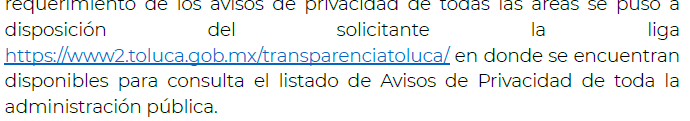 requerimiento de los avisos de privacidad de todas las áreas se puso a
disposición del solicitante la liga
https://www2.toluca.gob.mx/transparenciatoluca/ en donde se encuentran
disponibles para consulta el listado de Avisos de Privacidad de toda la
administración pública.